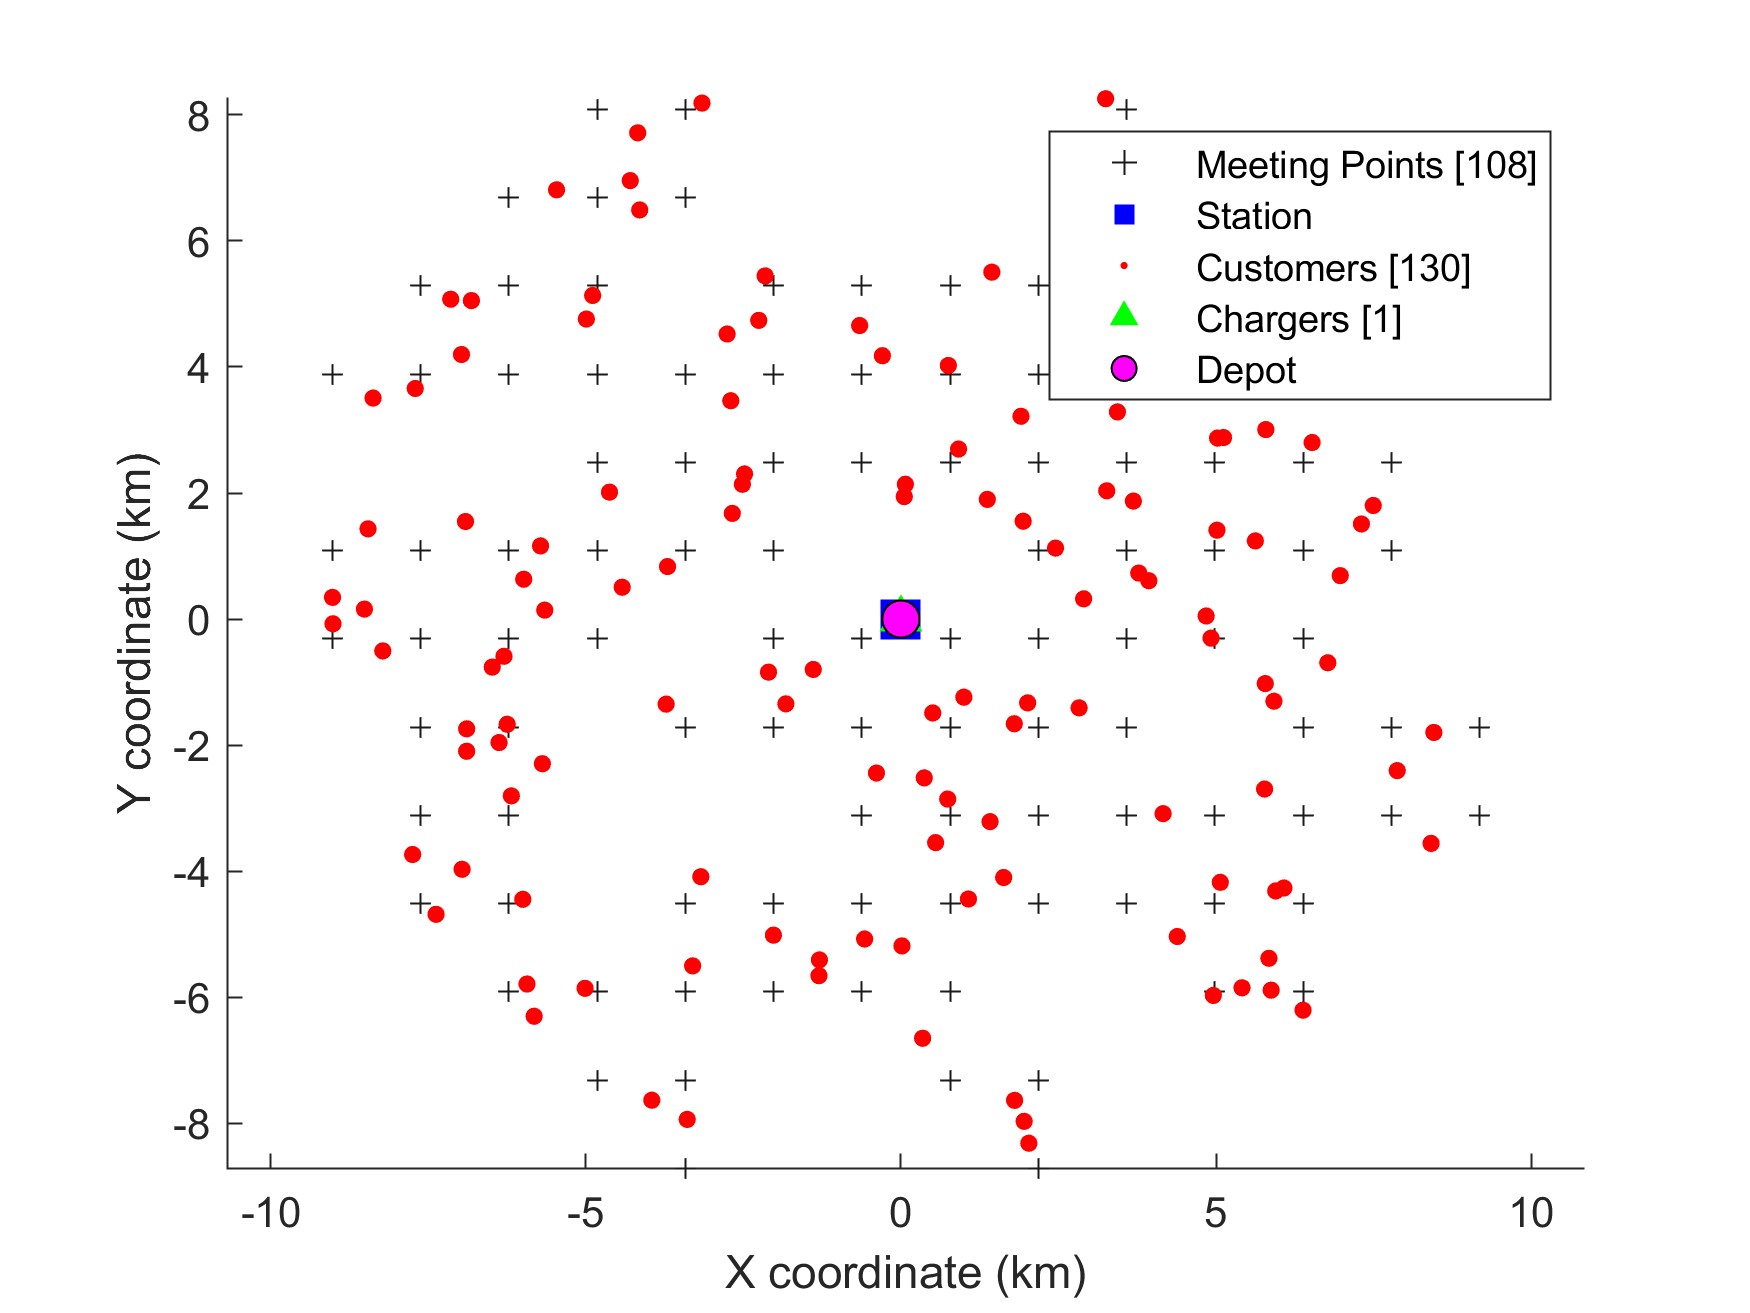 8
6
4
2
0
-2
-4
-6
-8
Y coordinate (km)
Meeting Points [108]
Station
Customers [130]
Chargers [1]
Depot
-10
-5
0
5
10
X coordinate (km)